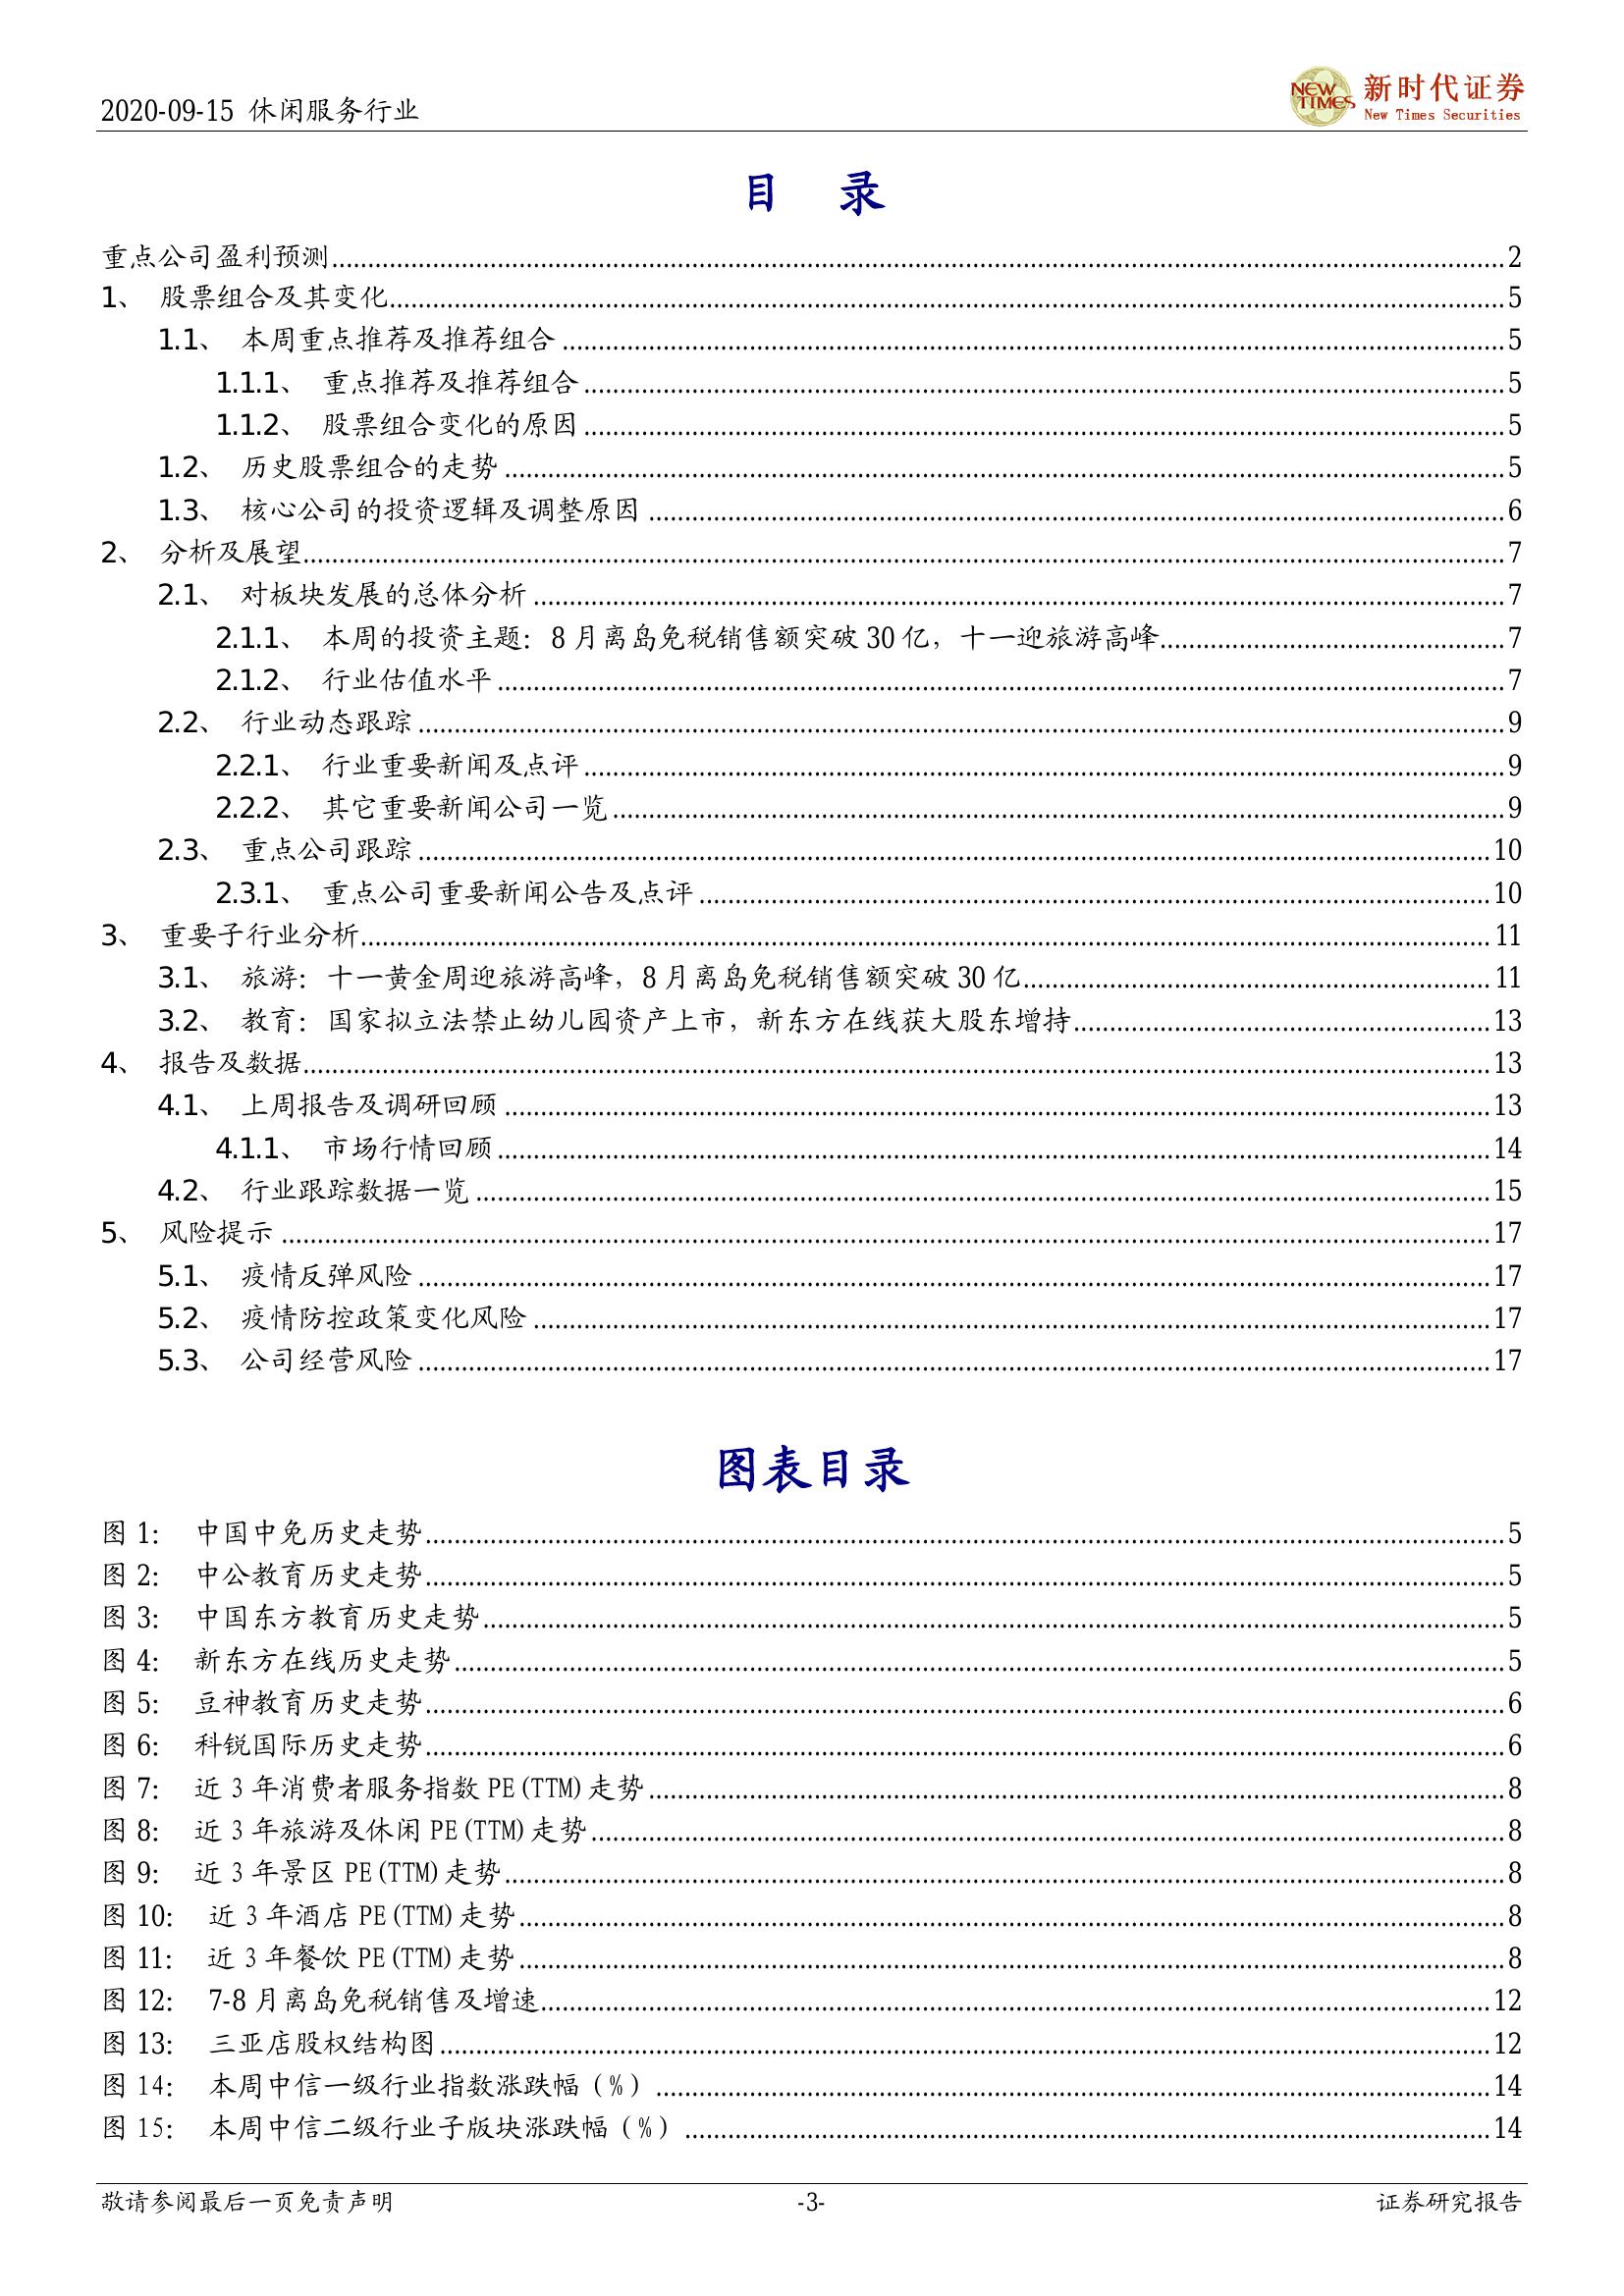 2020-09-15 休闲服务行业
NEW TIMES 新时代证券
New Times Securities
目 录
重点公司盈利预测 2
1、 股票组合及其变化 5
1.1、 本周重点推荐及推荐组合 5
1.1.1、 重点推荐及推荐组合 5
1.1.2、 股票组合变化的原因 5
1.2、 历史股票组合的走势 5
1.3、 核心公司的投资逻辑及调整原因 6
2、 分析及展望 7
2.1、 对板块发展的总体分析 7
2.1.1、 本周的投资主题：8 月离岛免税销售额突破 30 亿，十一迎旅游高峰 7
2.1.2、 行业估值水平 7
2.2、 行业动态跟踪 9
2.2.1、 行业重要新闻及点评 9
2.2.2、 其它重要新闻公司一览 9
2.3、 重点公司跟踪 10
2.3.1、 重点公司重要新闻公告及点评 10
3、 重要子行业分析 11
3.1、 旅游：十一黄金周迎旅游高峰，8 月离岛免税销售额突破 30 亿 11
3.2、 教育：国家拟立法禁止幼儿园资产上市，新东方在线获大股东增持 13
4、 报告及数据 13
4.1、 上周报告及调研回顾 13
4.1.1、 市场行情回顾 14
4.2、 行业跟踪数据一览 15
5、 风险提示 17
5.1、 疫情反弹风险 17
5.2、 疫情防控政策变化风险 17
5.3、 公司经营风险 17
图表目录
图 1: 中国中免历史走势 5
图 2: 中公教育历史走势 5
图 3: 中国东方教育历史走势 5
图 4: 新东方在线历史走势 5
图 5: 豆神教育历史走势 6
图 6: 科锐国际历史走势 6
图 7: 近 3 年消费者服务指数 PE(TTM)走势 8
图 8: 近 3 年旅游及休闲 PE(TTM)走势 8
图 9: 近 3 年景区 PE(TTM)走势 8
图 10: 近 3 年酒店 PE(TTM)走势 8
图 11: 近 3 年餐饮 PE(TTM)走势 8
图 12: 7-8 月离岛免税销售及增速 12
图 13: 三亚店股权结构图 12
图 14: 本周中信一级行业指数涨跌幅（%） 14
图 15: 本周中信二级行业子版块涨跌幅（%） 14
敬请参阅最后一页免责声明 -3- 证券研究报告